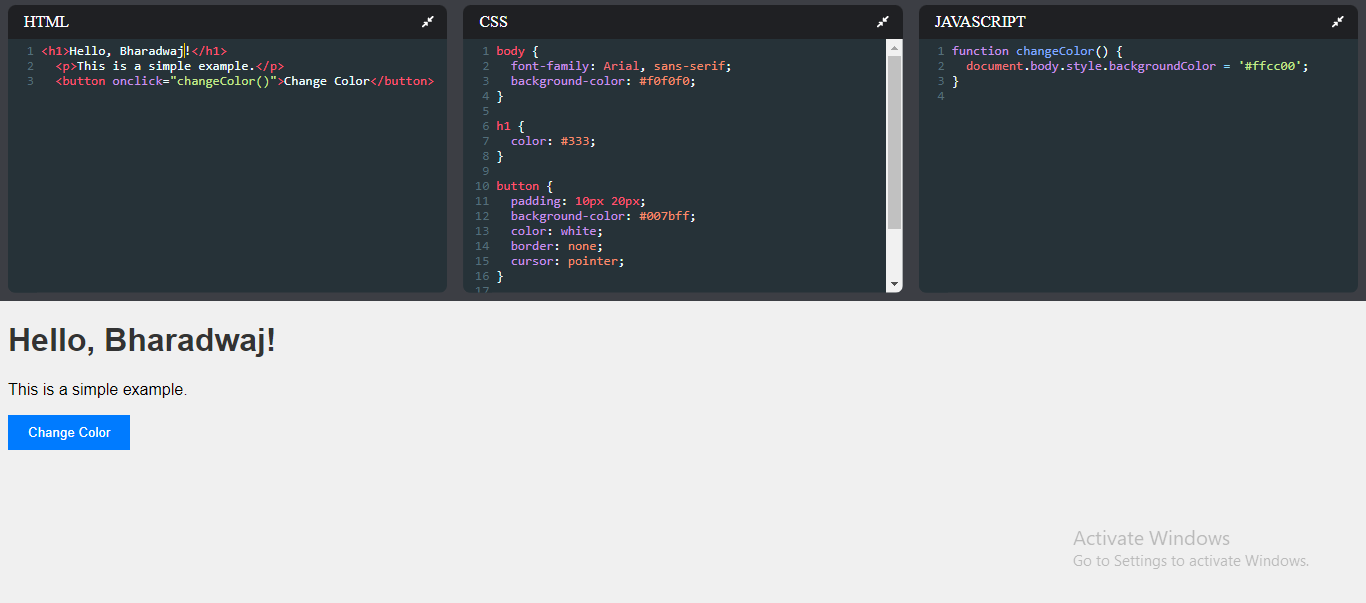 HTML
1 <h1>Hello, Bharadwaj!</h1>
2   <p>This is a simple example.</p>
3   <button onclick="changeColor()">Change Color</button>
CSS
1 body {
2   font-family: Arial, sans-serif;
3   background-color: #f0f0f0;
4 }
5
6 h1 {
7   color: #333;
8 }
9
10 button {
11   padding: 10px 20px;
12   background-color: #007bff;
13   color: white;
14   border: none;
15   cursor: pointer;
16 }
17
JAVASCRIPT
1 function changeColor() {
2   document.body.style.backgroundColor = '#ffcc00';
3 }
4
Hello, Bharadwaj!
This is a simple example.
Change Color
Activate Windows
Go to Settings to activate Windows.